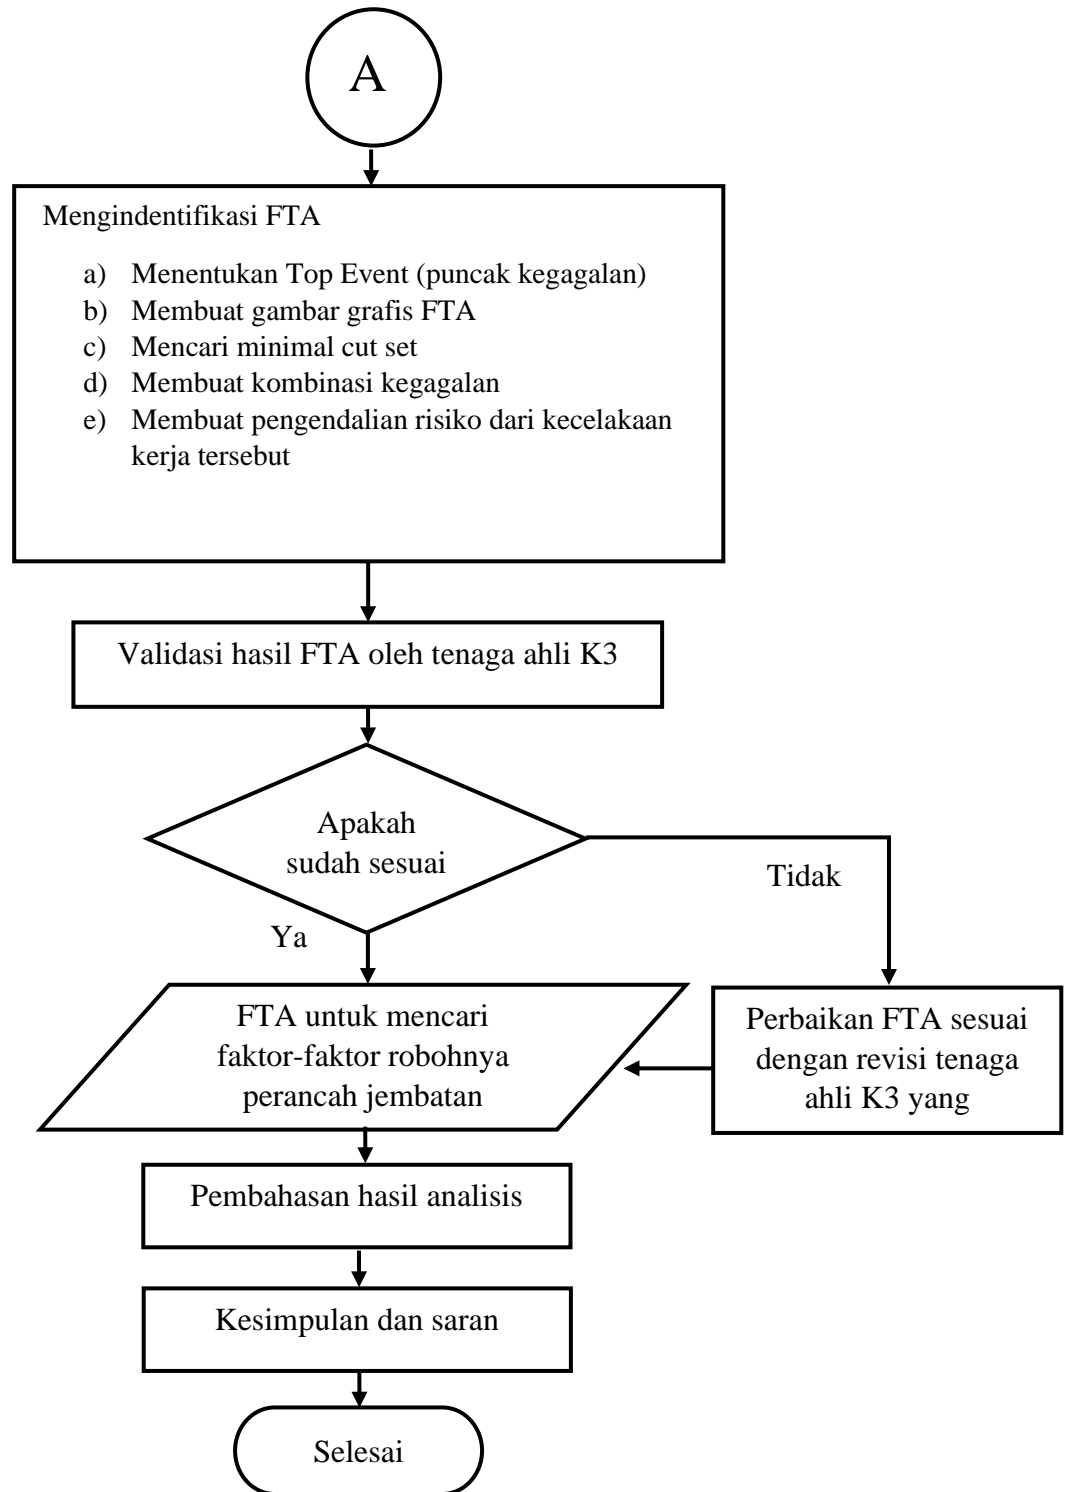 A
Mengindentifikasi FTA
a) Menentukan Top Event (puncak kegagalan)
b) Membuat gambar grafis FTA
c) Mencari minimal cut set
d) Membuat kombinasi kegagalan
e) Membuat pengendalian risiko dari kecelakaan
kerja tersebut
Validasi hasil FTA oleh tenaga ahli K3
Apakah
sudah sesuai
Tidak
Ya
FTA untuk mencari
faktor-faktor robohnya
perancah jembatan
Perbaikan FTA sesuai
dengan revisi tenaga
ahli K3 yang
Pembahasan hasil analisis
Kesimpulan dan saran
Selesai